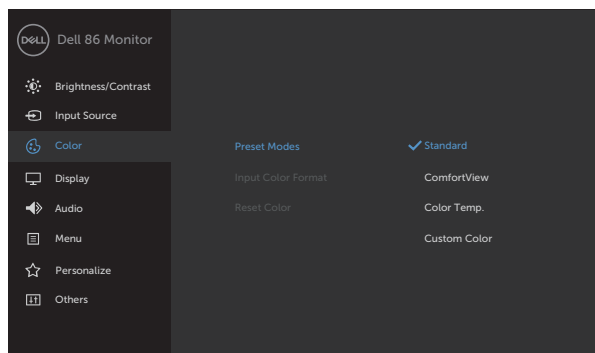 DELL Dell 86 Monitor
Brightness/Contrast
Input Source
Color Preset Modes Standard
Display Input Color Format ComfortView
Audio Reset Color Color Temp.
Menu Custom Color
Personalize
Others